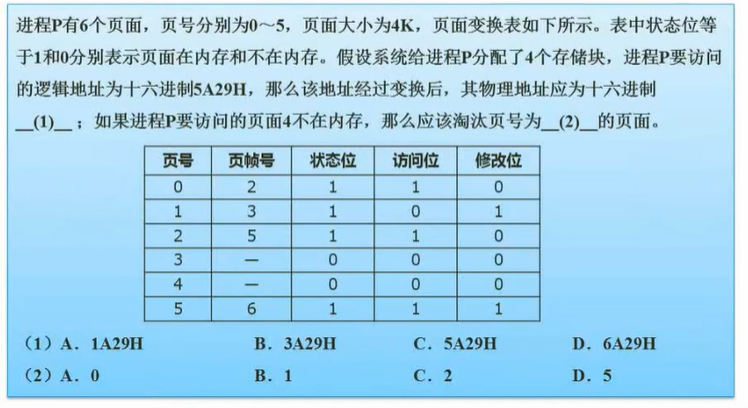 进程P有6个页面，页号分别为0～5，页面大小为4K，页面变换表如下所示。表中状态位等
于1和0分别表示页面在内存和不在内存。假设系统给进程P分配了4个存储块，进程P要访问
的逻辑地址为十六进制5A29H，那么该地址经过变换后，其物理地址应为十六进制
__(1)__；如果进程P要访问的页面4不在内存，那么应该淘汰页号为__(2)__的页面。
页号 页帧号 状态位 访问位 修改位
0 2 1 1 0
1 3 1 0 1
2 5 1 1 0
3 — 0 0 0
4 — 0 0 0
5 6 1 1 1
（1）A．1A29H B．3A29H C．5A29H D．6A29H
（2）A．0 B．1 C．2 D．5